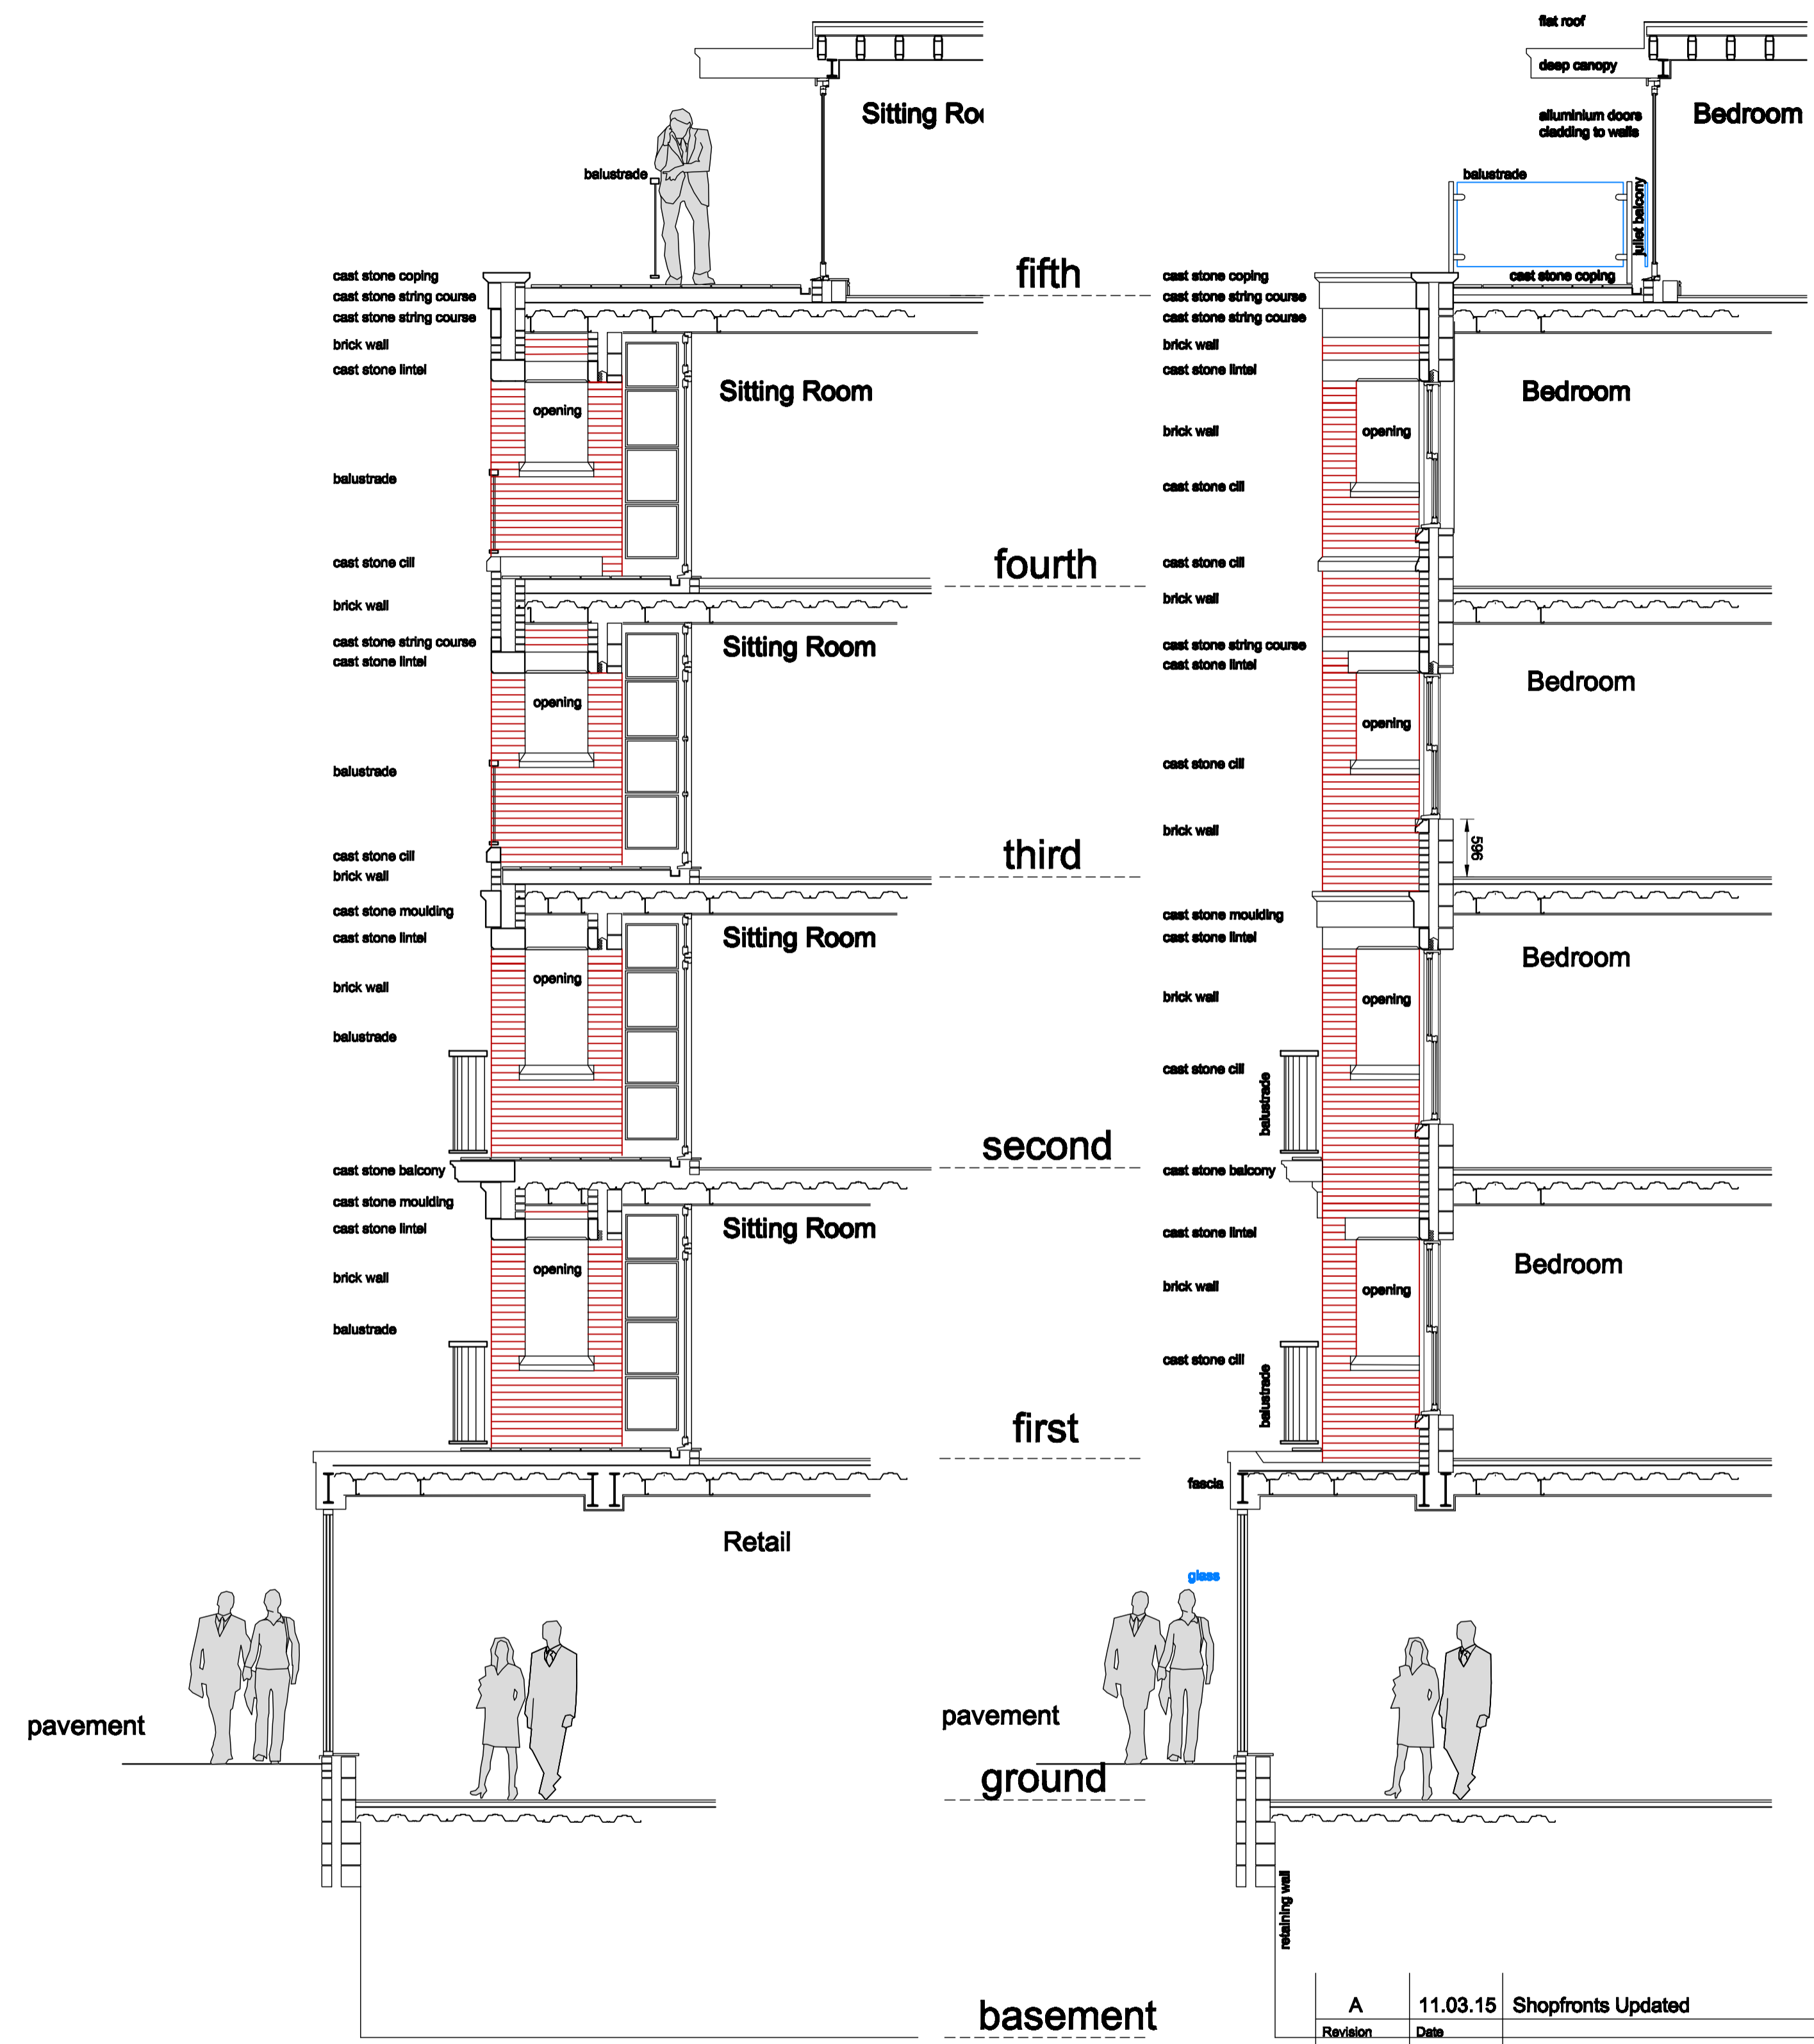 flat roof
deep canopy
Sitting Roo
alluminium doors
cladding to walls
Bedroom
balustrade
balustrade
juliet balcony
cast stone coping
fifth
cast stone coping
cast stone coping
cast stone string course
cast stone string course
cast stone string course
cast stone string course
brick wall
brick wall
cast stone lintel
cast stone lintel
Sitting Room
Bedroom
opening
brick wall
opening
balustrade
cast stone cill
cast stone cill
fourth
cast stone cill
brick wall
brick wall
cast stone string course
Sitting Room
cast stone string course
cast stone lintel
cast stone lintel
Bedroom
opening
opening
balustrade
cast stone cill
brick wall
596
cast stone cill
third
brick wall
cast stone moulding
cast stone moulding
cast stone lintel
Sitting Room
cast stone lintel
Bedroom
opening
brick wall
brick wall
opening
balustrade
cast stone cill
balustrade
second
cast stone balcony
cast stone balcony
cast stone moulding
cast stone lintel
Sitting Room
cast stone lintel
Bedroom
opening
brick wall
brick wall
opening
balustrade
cast stone cill
balustrade
first
fascia
Retail
glass
pavement
pavement
ground
retaining wall
basement
A 11.03.15 Shopfronts Updated
Revision Date